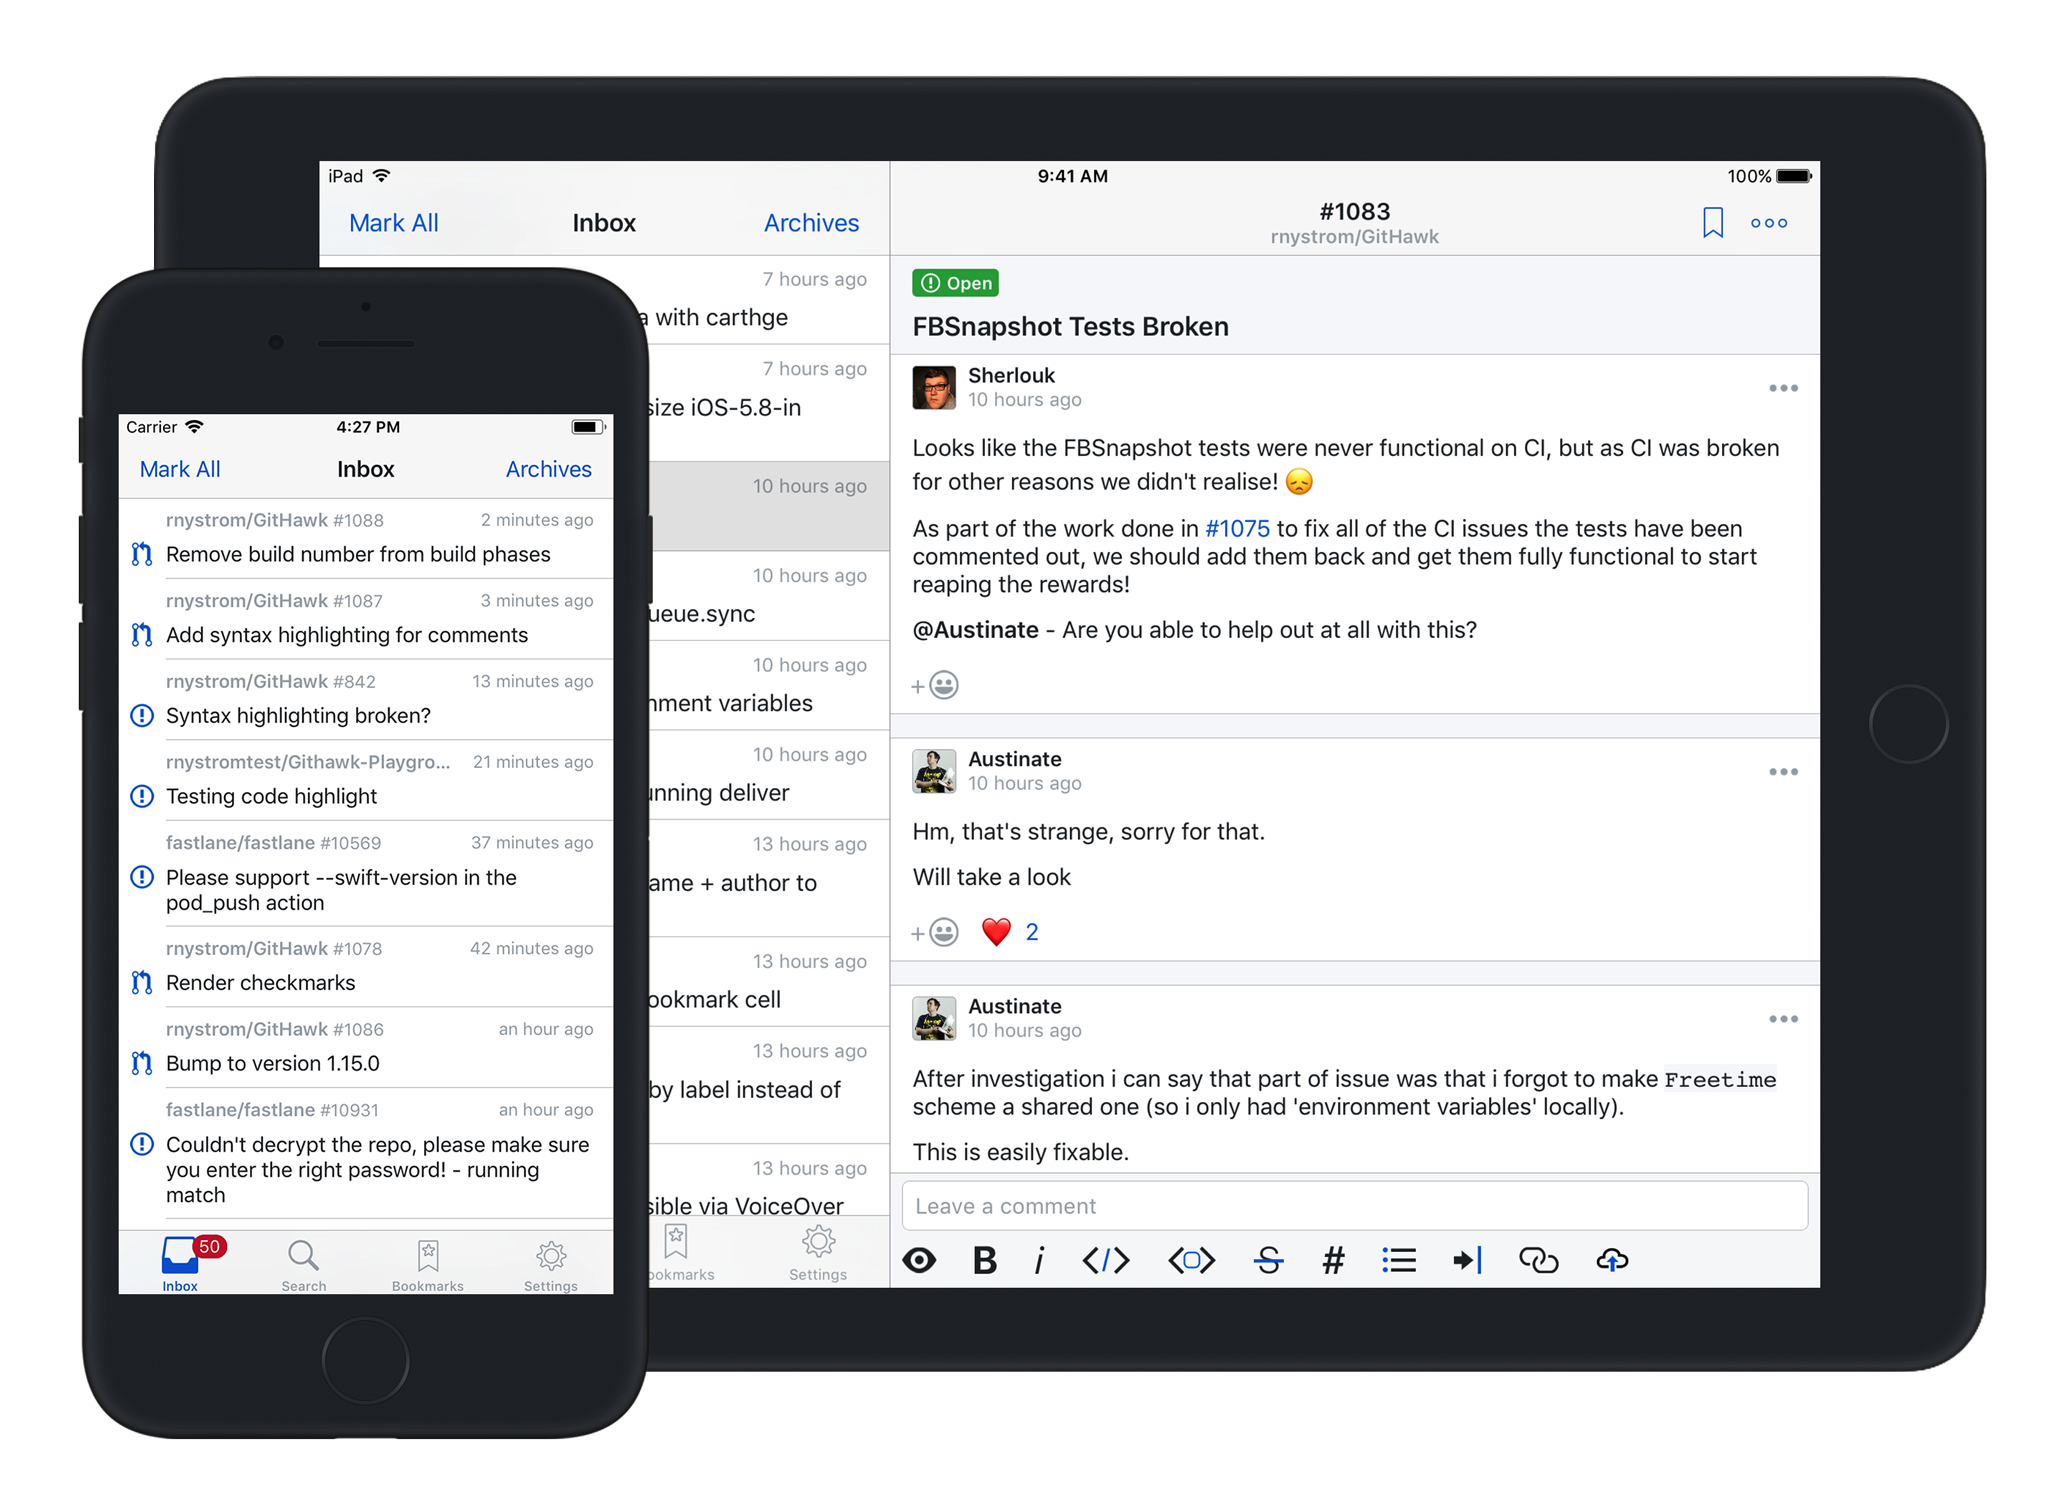 iPad
9:41 AM
100%
Mark All
Inbox
Archives
#1083
rnystrom/GitHawk
7 hours ago
with carthge
7 hours ago
size iOS-5.8-in
10 hours ago
10 hours ago
ueue.sync
10 hours ago
nment variables
10 hours ago
unning deliver
13 hours ago
ame + author to
13 hours ago
ookmark cell
13 hours ago
by label instead of
13 hours ago
sible via VoiceOver
ookmarks
Settings
Open
FBSnapshot Tests Broken
Sherlouk
10 hours ago
Looks like the FBSnapshot tests were never functional on CI, but as CI was broken
for other reasons we didn't realise! 😞
As part of the work done in #1075 to fix all of the CI issues the tests have been
commented out, we should add them back and get them fully functional to start
reaping the rewards!
@Austinate - Are you able to help out at all with this?
Austinate
10 hours ago
Hm, that's strange, sorry for that.
Will take a look
❤️ 2
Austinate
10 hours ago
After investigation i can say that part of issue was that i forgot to make Freetime
scheme a shared one (so i only had 'environment variables' locally).
This is easily fixable.
Leave a comment
B i </> <> S #
Carrier
4:27 PM
Mark All
Inbox
Archives
rnystrom/GitHawk #1088
2 minutes ago
Remove build number from build phases
rnystrom/GitHawk #1087
3 minutes ago
Add syntax highlighting for comments
rnystrom/GitHawk #842
13 minutes ago
Syntax highlighting broken?
rnystromtest/Githawk-Playgro...
21 minutes ago
Testing code highlight
fastlane/fastlane #10569
37 minutes ago
Please support --swift-version in the
pod_push action
rnystrom/GitHawk #1078
42 minutes ago
Render checkmarks
rnystrom/GitHawk #1086
an hour ago
Bump to version 1.15.0
fastlane/fastlane #10931
an hour ago
Couldn't decrypt the repo, please make sure
you enter the right password! - running
match
50
Inbox
Search
Bookmarks
Settings